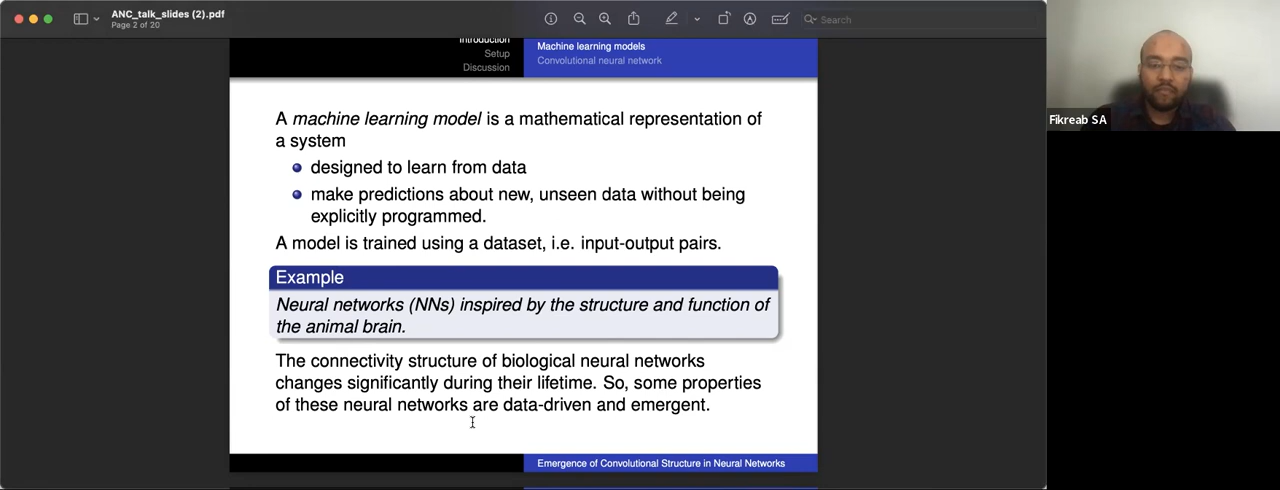 ANC_talk_slides (2).pdf
Page 2 of 20
Search
Introduction
Setup
Discussion
Machine learning models
Convolutional neural network
A machine learning model is a mathematical representation of
a system
designed to learn from data
make predictions about new, unseen data without being
explicitly programmed.
A model is trained using a dataset, i.e. input-output pairs.
Example
Neural networks (NNs) inspired by the structure and function of
the animal brain.
The connectivity structure of biological neural networks
changes significantly during their lifetime. So, some properties
of these neural networks are data-driven and emergent.
Emergence of Convolutional Structure in Neural Networks
Fikreab SA